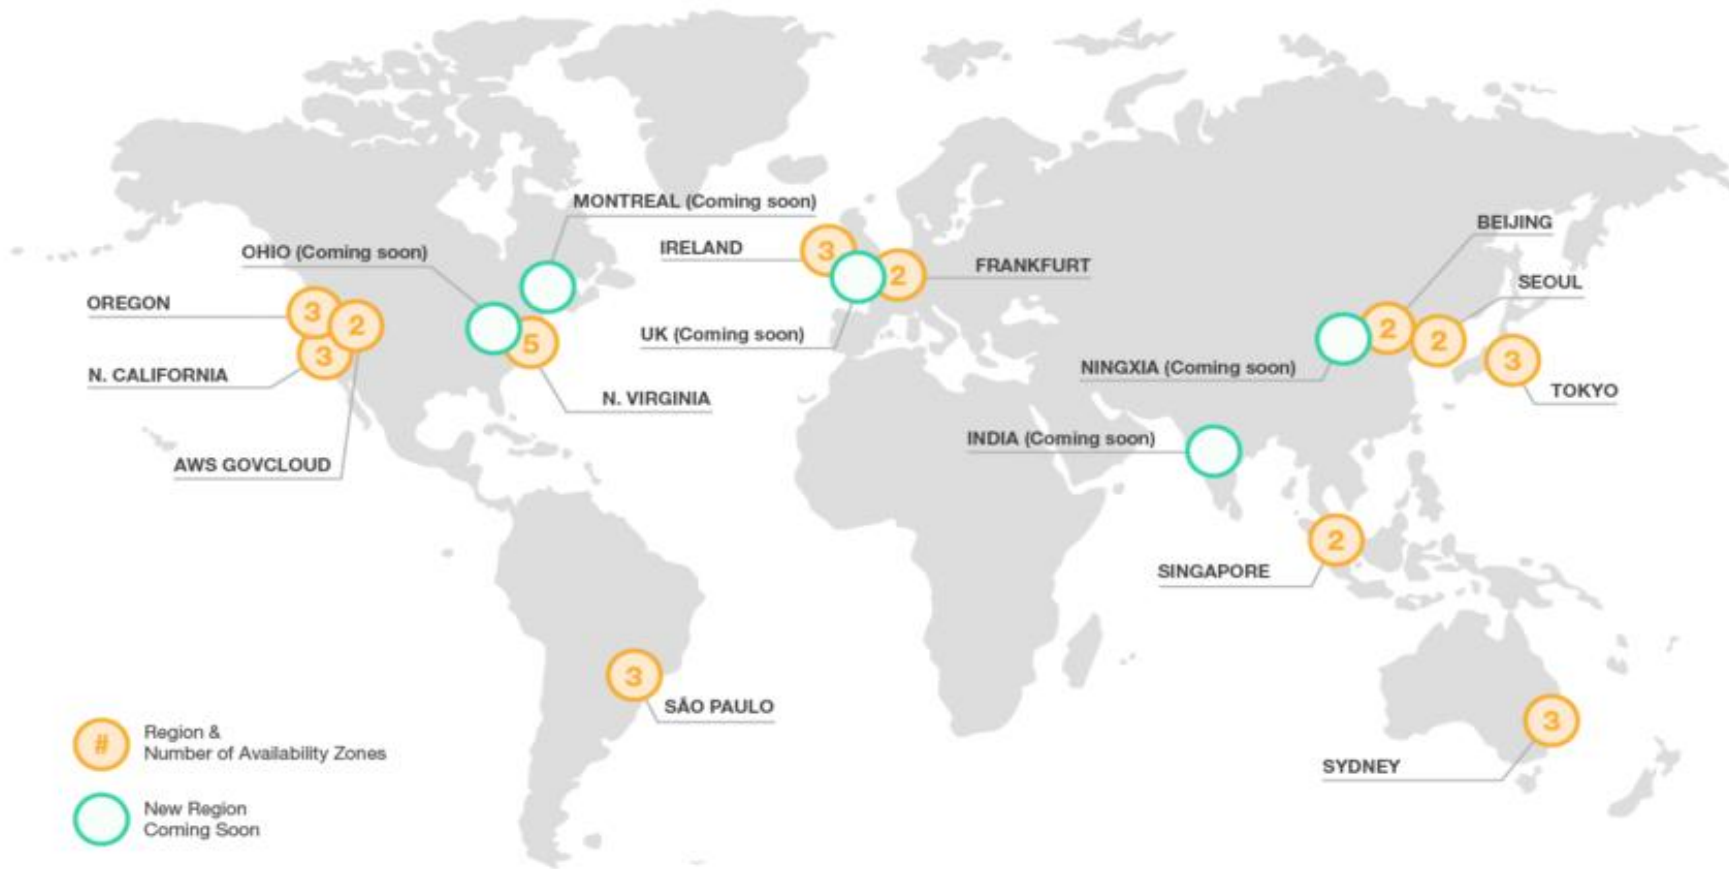 MONTREAL (Coming soon)
BEIJING
IRELAND
3
OHIO (Coming soon)
2
FRANKFURT
SEOUL
OREGON
3
2
UK (Coming soon)
5
2
2
3
N. CALIFORNIA
3
NINGXIA (Coming soon)
TOKYO
N. VIRGINIA
INDIA (Coming soon)
AWS GOVCLOUD
2
SINGAPORE
3
SÃO PAULO
3
SYDNEY
#
Region &
Number of Availability Zones
New Region
Coming Soon